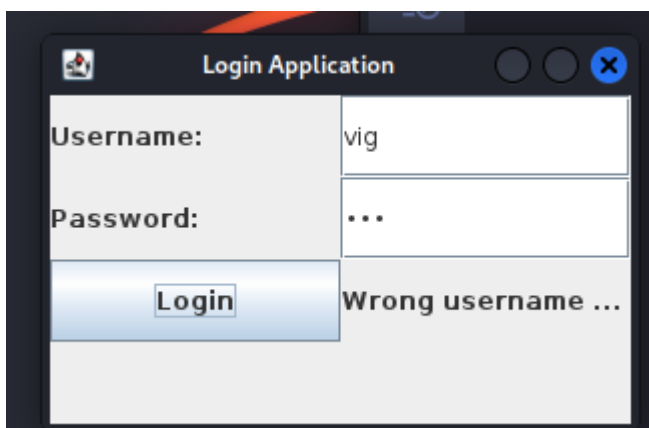 Login Application
Username: vig
Password: •••
Login Wrong username ...